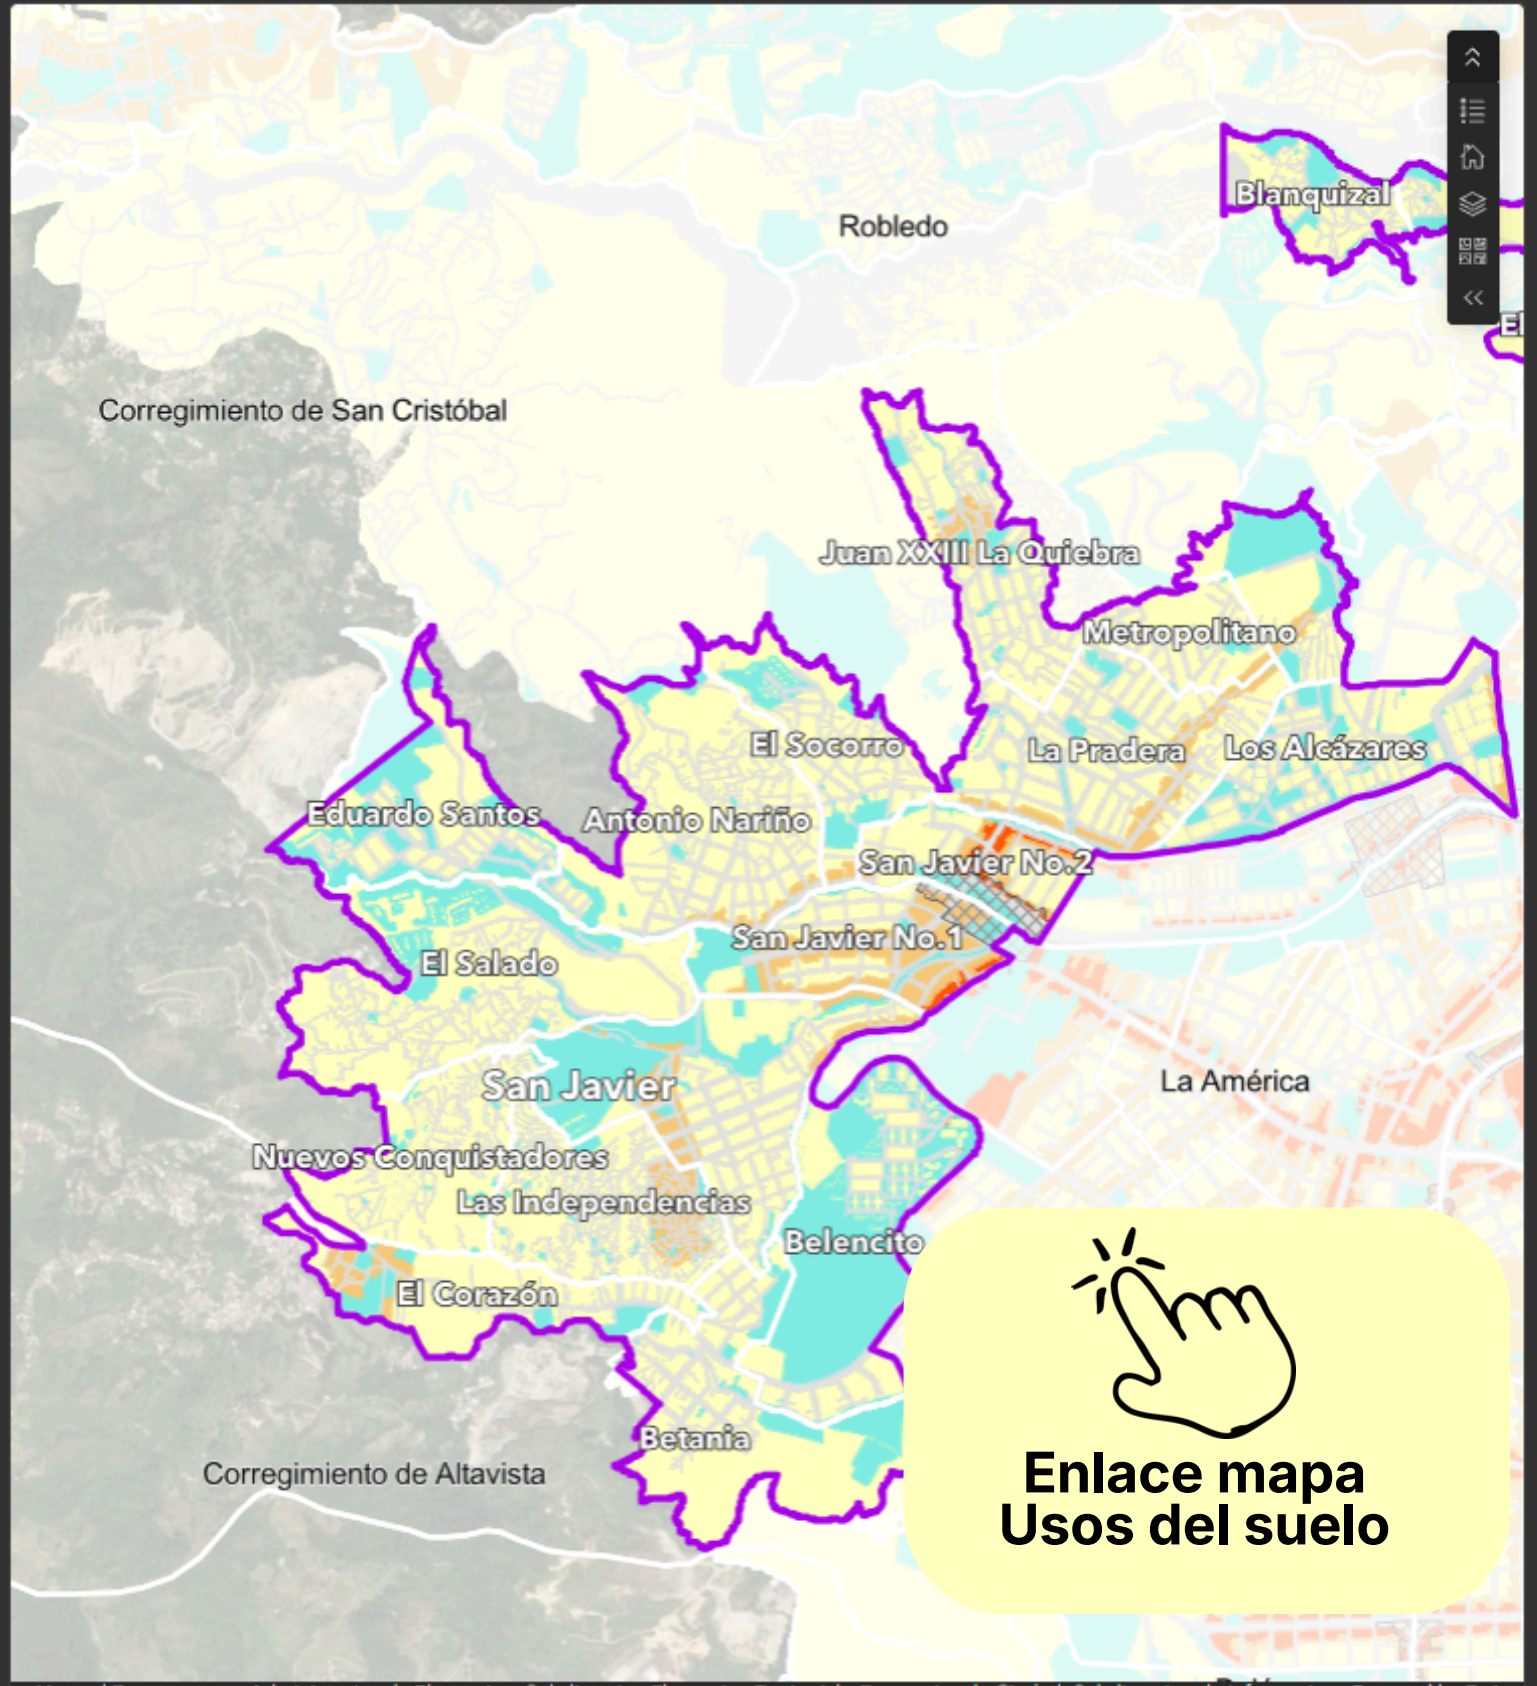 Blanquizal
Robledo
El
Corregimiento de San Cristóbal
Juan XXIII La Quiebra
Metropolitano
El Socorro
La Pradera
Los Alcázares
Eduardo Santos
Antonio Nariño
San Javier No.2
San Javier No.1
El Salado
San Javier
La América
Nuevos Conquistadores
Las Independencias
Belencito
El Corazón
Betania
Corregimiento de Altavista
Enlace mapa
Usos del suelo